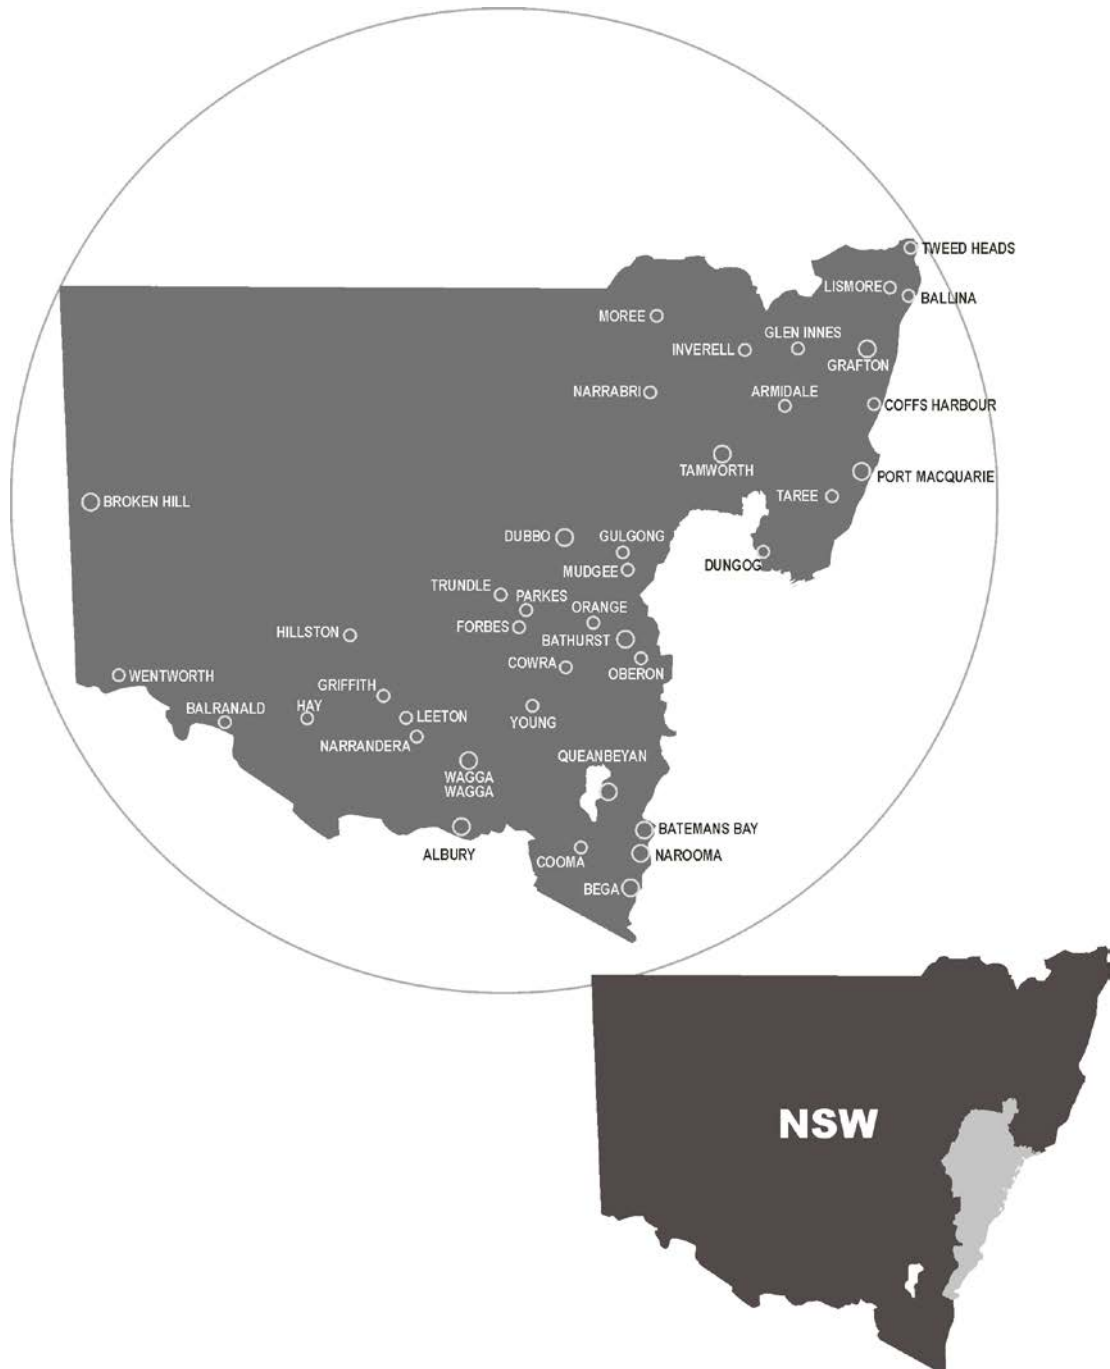 TWEED HEADS
LISMORE
BALLINA
MOREE
GLEN INNES
INVERELL
GRAFTON
NARRABRI
ARMIDALE
COFFS HARBOUR
TAMWORTH
PORT MACQUARIE
TAREE
BROKEN HILL
DUBBO
GULGONG
DUNGOG
MUDGEE
TRUNDLE
PARKES
ORANGE
FORBES
HILLSTON
BATHURST
COWRA
OBERON
WENTWORTH
GRIFFITH
BALRANALD
HAY
LEETON
YOUNG
NARRANDERA
QUEANBEYAN
WAGGA
WAGGA
BATEMANS BAY
ALBURY
COOMA
NAROOMA
BEGA
NSW